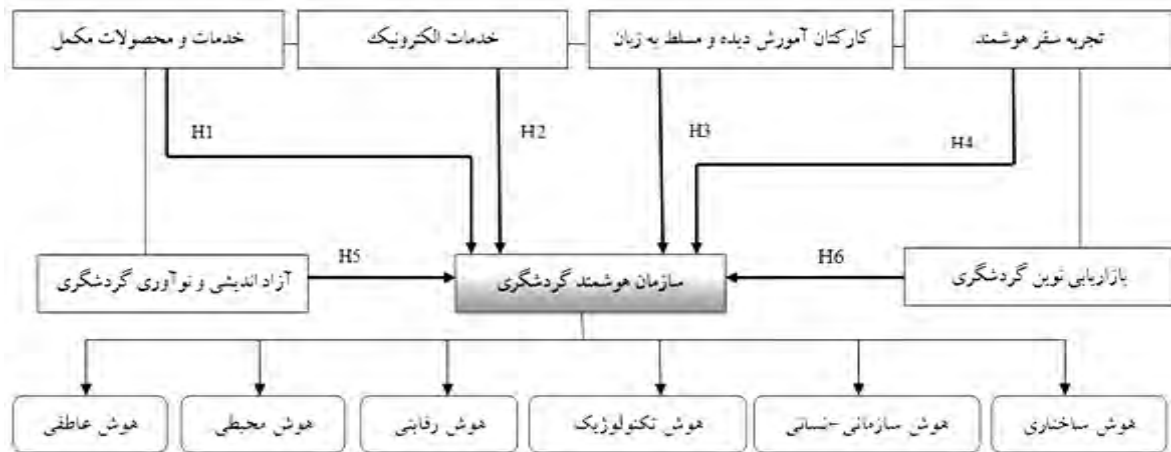 تجربه سفر هوشمند
کارکنان آموزش دیده و مسلط به زبان
خدمات الکترونیک
خدمات و محصولات مکمل
H1
H2
H3
H4
بازاریابی نوین گردشگری
H6
سازمان هوشمند گردشگری
H5
آزاد اندیشی و نوآوری گردشگری
هوش ساختاری
هوش سازمانی -نسانی
هوش تکنولوژیک
هوش رقابتی
هوش محیطی
هوش عاطفی